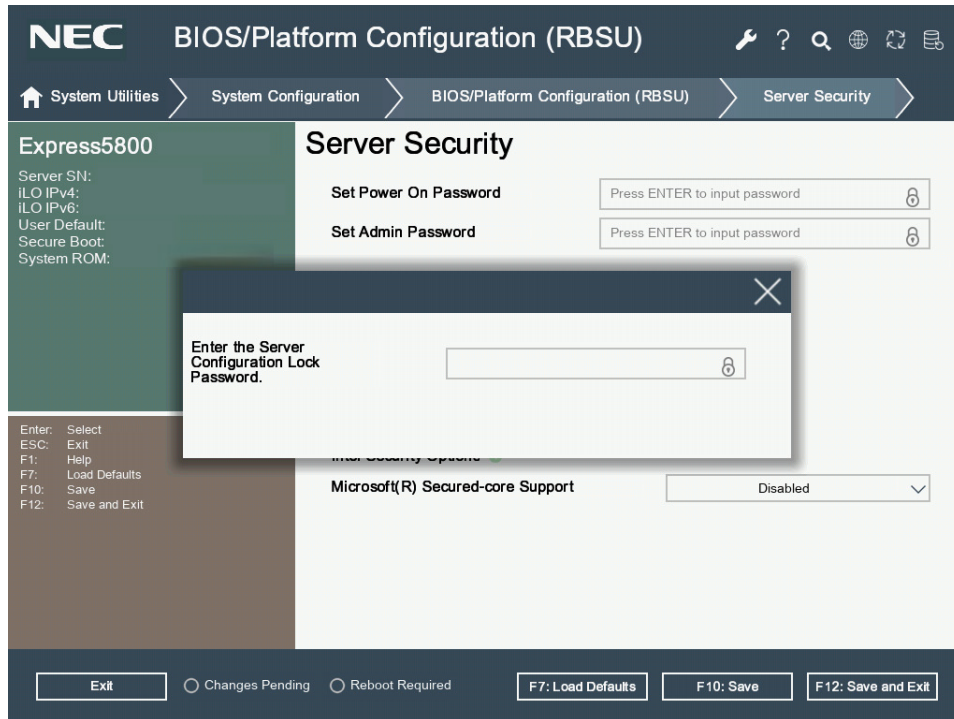 NEC BIOS/Platform Configuration (RBSU)
System Utilities System Configuration BIOS/Platform Configuration (RBSU) Server Security
Express5800
Server SN:
iLO IPv4:
iLO IPv6:
User Default:
Secure Boot:
System ROM:
Enter: Select
ESC: Exit
F1: Help
F7: Load Defaults
F10: Save
F12: Save and Exit
Server Security
Set Power On Password Press ENTER to input password
Set Admin Password Press ENTER to input password
Enter the Server
Configuration Lock
Password.
Intel Security Options
Microsoft(R) Secured-core Support Disabled
Exit Changes Pending Reboot Required F7: Load Defaults F10: Save F12: Save and Exit